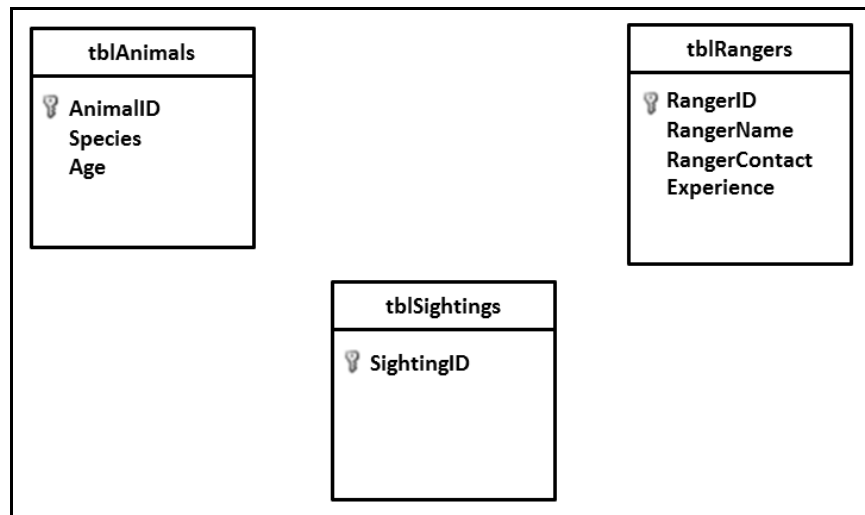 tblAnimals
AnimalID
Species
Age
tblRangers
RangerID
RangerName
RangerContact
Experience
tblSightings
SightingID